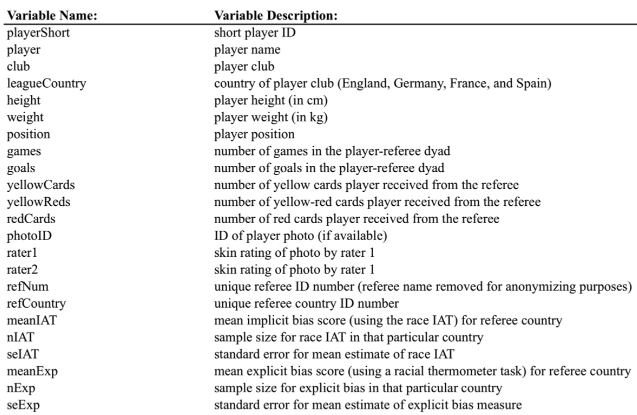 Variable Name: Variable Description:
playerShort short player ID
player player name
club player club
leagueCountry country of player club (England, Germany, France, and Spain)
height player height (in cm)
weight player weight (in kg)
position player position
games number of games in the player-referee dyad
goals number of goals in the player-referee dyad
yellowCards number of yellow cards player received from the referee
yellowReds number of yellow-red cards player received from the referee
redCards number of red cards player received from the referee
photoID ID of player photo (if available)
rater1 skin rating of photo by rater 1
rater2 skin rating of photo by rater 1
refNum unique referee ID number (referee name removed for anonymizing purposes)
refCountry unique referee country ID number
meanIAT mean implicit bias score (using the race IAT) for referee country
nIAT sample size for race IAT in that particular country
seIAT standard error for mean estimate of race IAT
meanExp mean explicit bias score (using a racial thermometer task) for referee country
nExp sample size for explicit bias in that particular country
seExp standard error for mean estimate of explicit bias measure